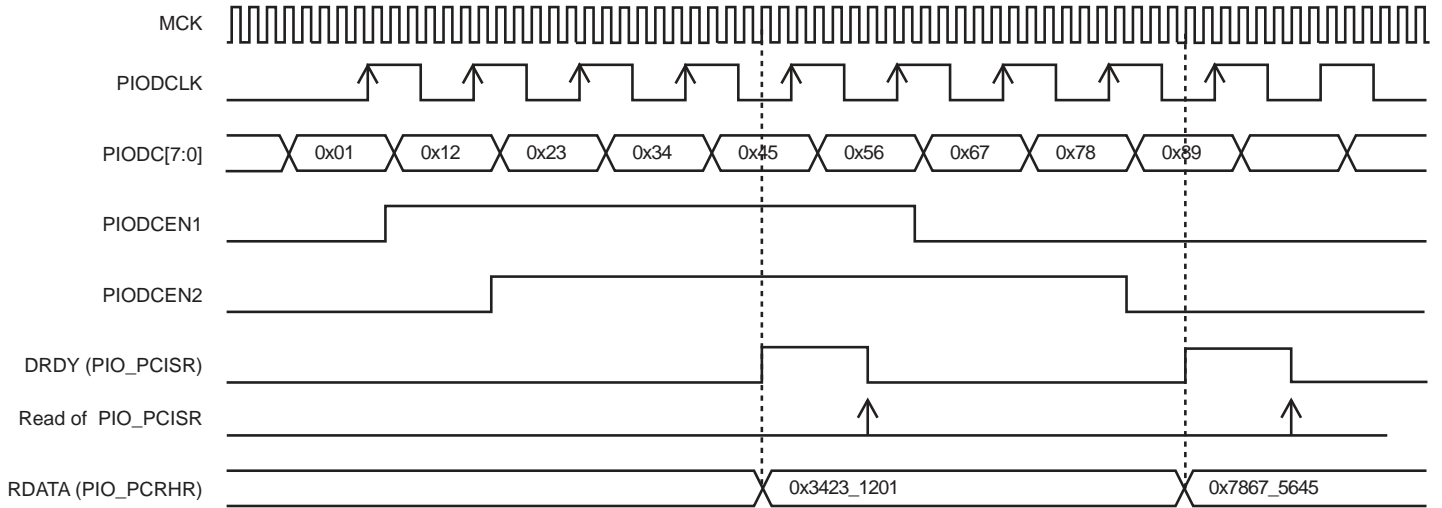 MCK
PIODCLK
PIODC[7:0] 0x01 0x12 0x23 0x34 0x45 0x56 0x67 0x78 0x89
PIODCEN1
PIODCEN2
DRDY (PIO_PCISR)
Read of PIO_PCISR
RDATA (PIO_PCRHR) 0x3423_1201 0x7867_5645